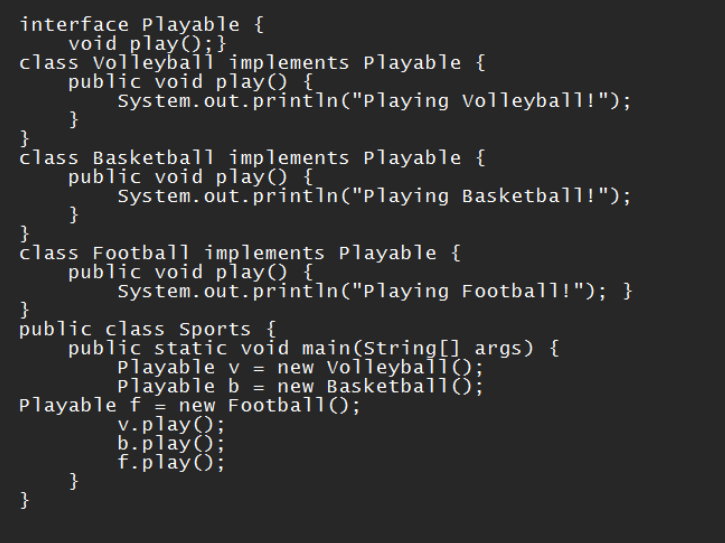 interface Playable {
    void play();}
class Volleyball implements Playable {
    public void play() {
        System.out.println("Playing Volleyball!");
    }
}
class Basketball implements Playable {
    public void play() {
        System.out.println("Playing Basketball!");
    }
}
class Football implements Playable {
    public void play() {
        System.out.println("Playing Football!"); }
}
public class Sports {
    public static void main(String[] args) {
        Playable v = new Volleyball();
        Playable b = new Basketball();
Playable f = new Football();
        v.play();
        b.play();
        f.play();
    }
}